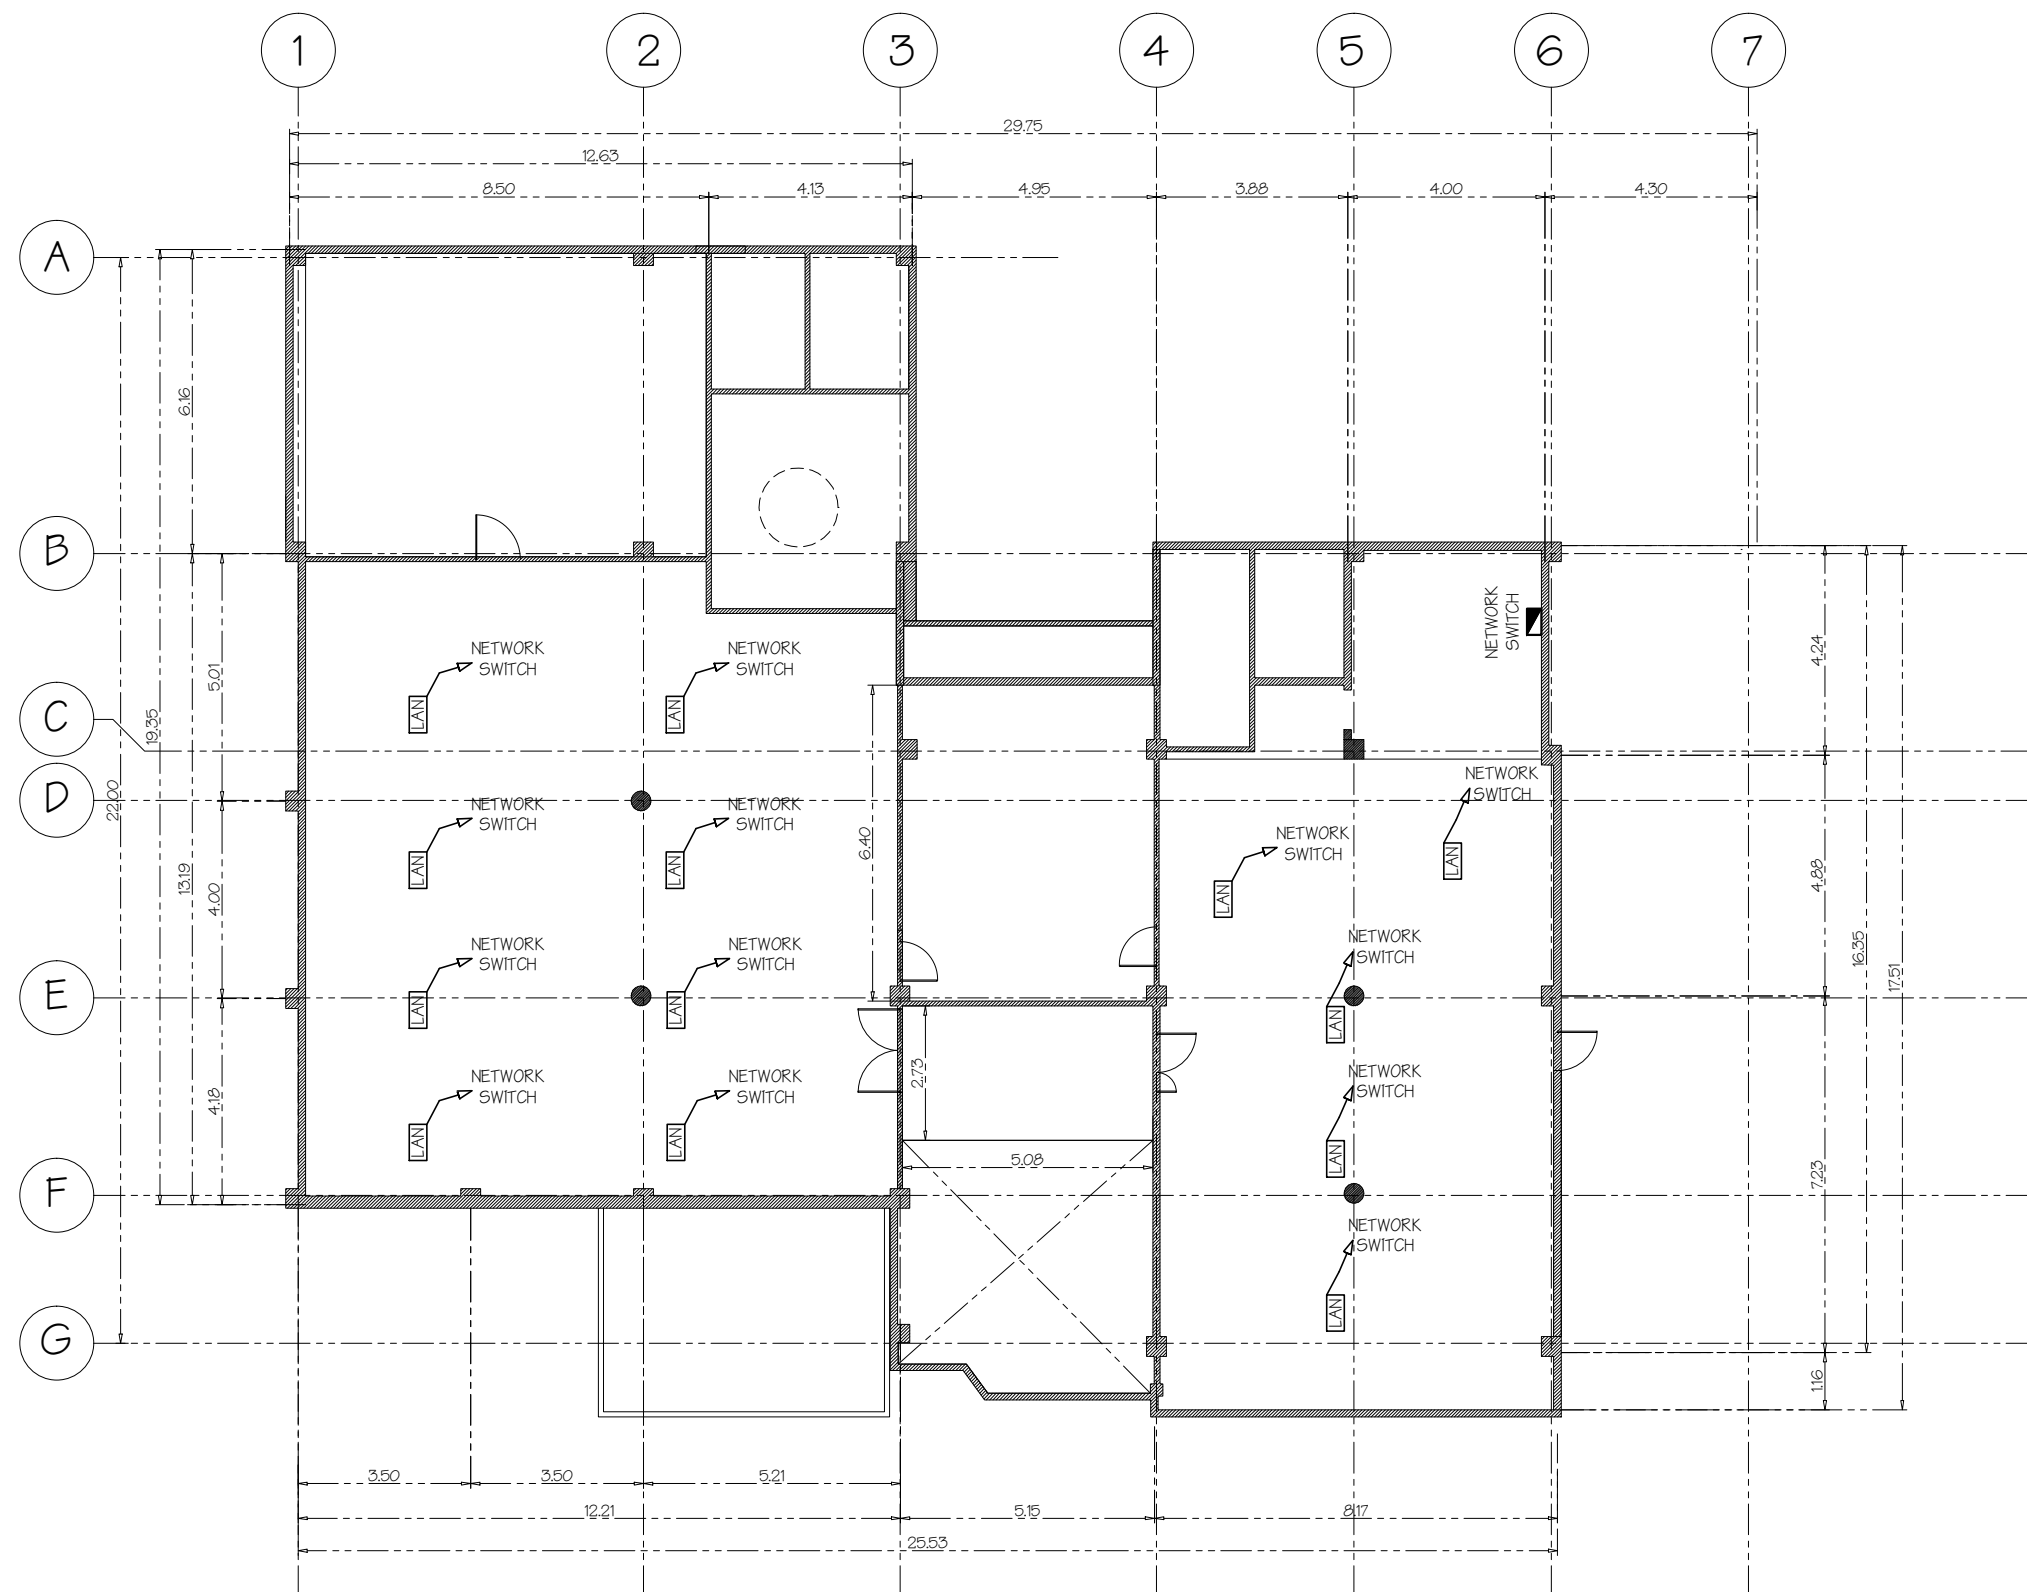 1 2 3 4 5 6 7
29.75
12.63
8.50 4.13 4.95 3.88 4.00 4.30
A
6.16
B
NETWORK
SWITCH
4.24
5.01
NETWORK
SWITCH
NETWORK
SWITCH
LAN
LAN
C
19.35
22.00
D
NETWORK
SWITCH
NETWORK
SWITCH
NETWORK
SWITCH
NETWORK
SWITCH
6.40
LAN
LAN
LAN
LAN
4.88
13.19
4.00
NETWORK
SWITCH
NETWORK
SWITCH
NETWORK
SWITCH
16.35
17.51
E
LAN
LAN
LAN
2.73
4.18
NETWORK
SWITCH
NETWORK
SWITCH
NETWORK
SWITCH
LAN
LAN
LAN
5.08
7.23
F
NETWORK
SWITCH
LAN
G
1.16
3.50 3.50 5.21
12.21 5.15 8.17
25.53